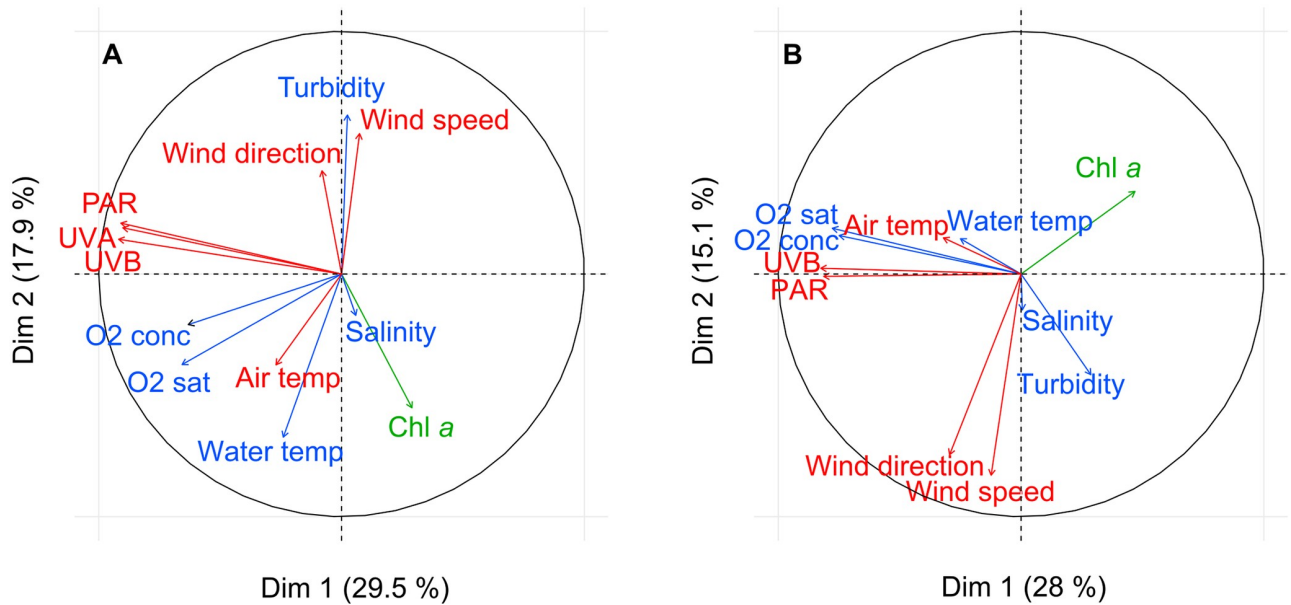 A
Turbidity
Wind speed
Wind direction
PAR
UVA
UVB
O2 conc
Salinity
O2 sat
Air temp
Chl a
Water temp
Dim 2 (17.9 %)
Dim 1 (29.5 %)
B
Chl a
O2 sat
Air temp
Water temp
O2 conc
UVB
PAR
Salinity
Turbidity
Wind direction
Wind speed
Dim 2 (15.1 %)
Dim 1 (28 %)